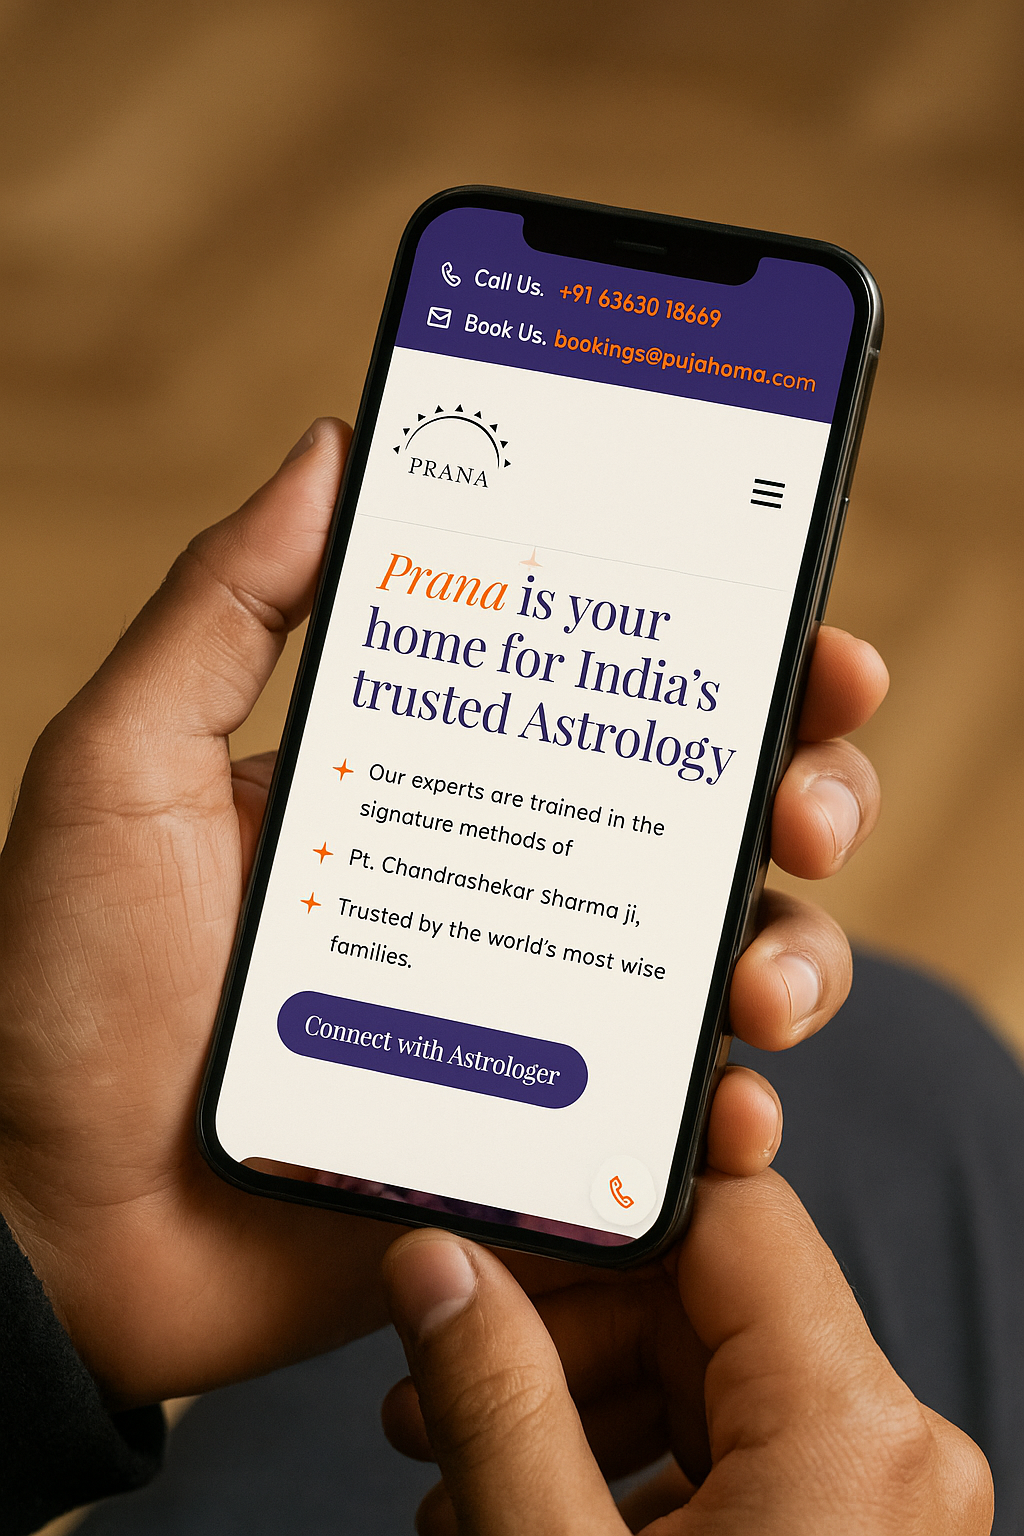 Call Us. +91 63630 18669
Book Us. bookings@pujahoma.com
PRANA
Prana is your
home for India's
trusted Astrology
Our experts are trained in the
signature methods of
Pt. Chandrashekar Sharma ji,
Trusted by the world's most wise
families.
Connect with Astrologer